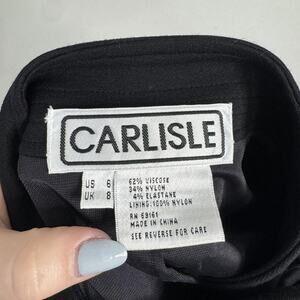 CARLISLE
US 6
UK 8
62% VISCOSE
34% NYLON
4% ELASTANE
LINING:100% NYLON
RN 69161
MADE IN CHINA
SEE REVERSE FOR CARE